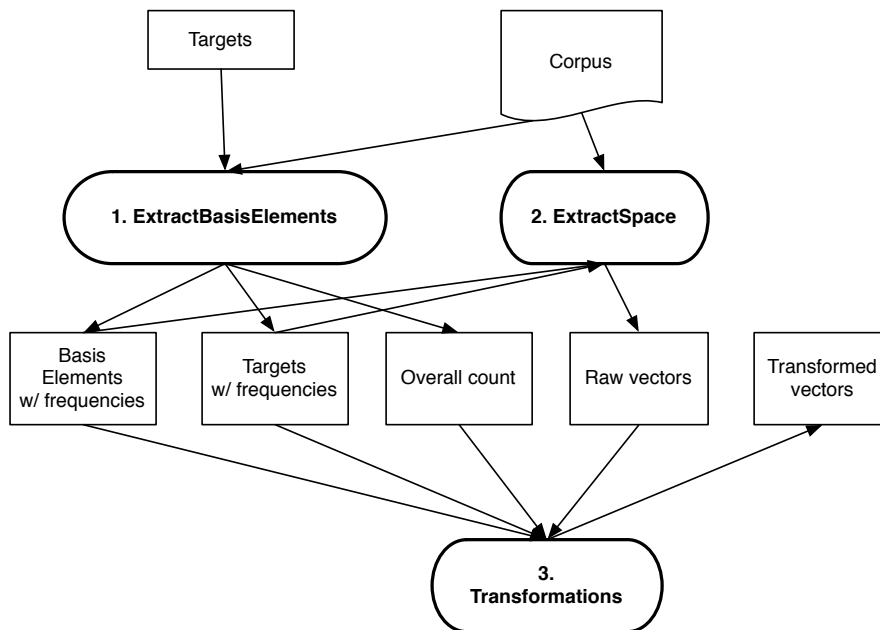 Targets
Corpus
1. ExtractBasisElements
2. ExtractSpace
Basis
Elements
w/ frequencies
Targets
w/ frequencies
Overall count
Raw vectors
Transformed
vectors
3.
Transformations